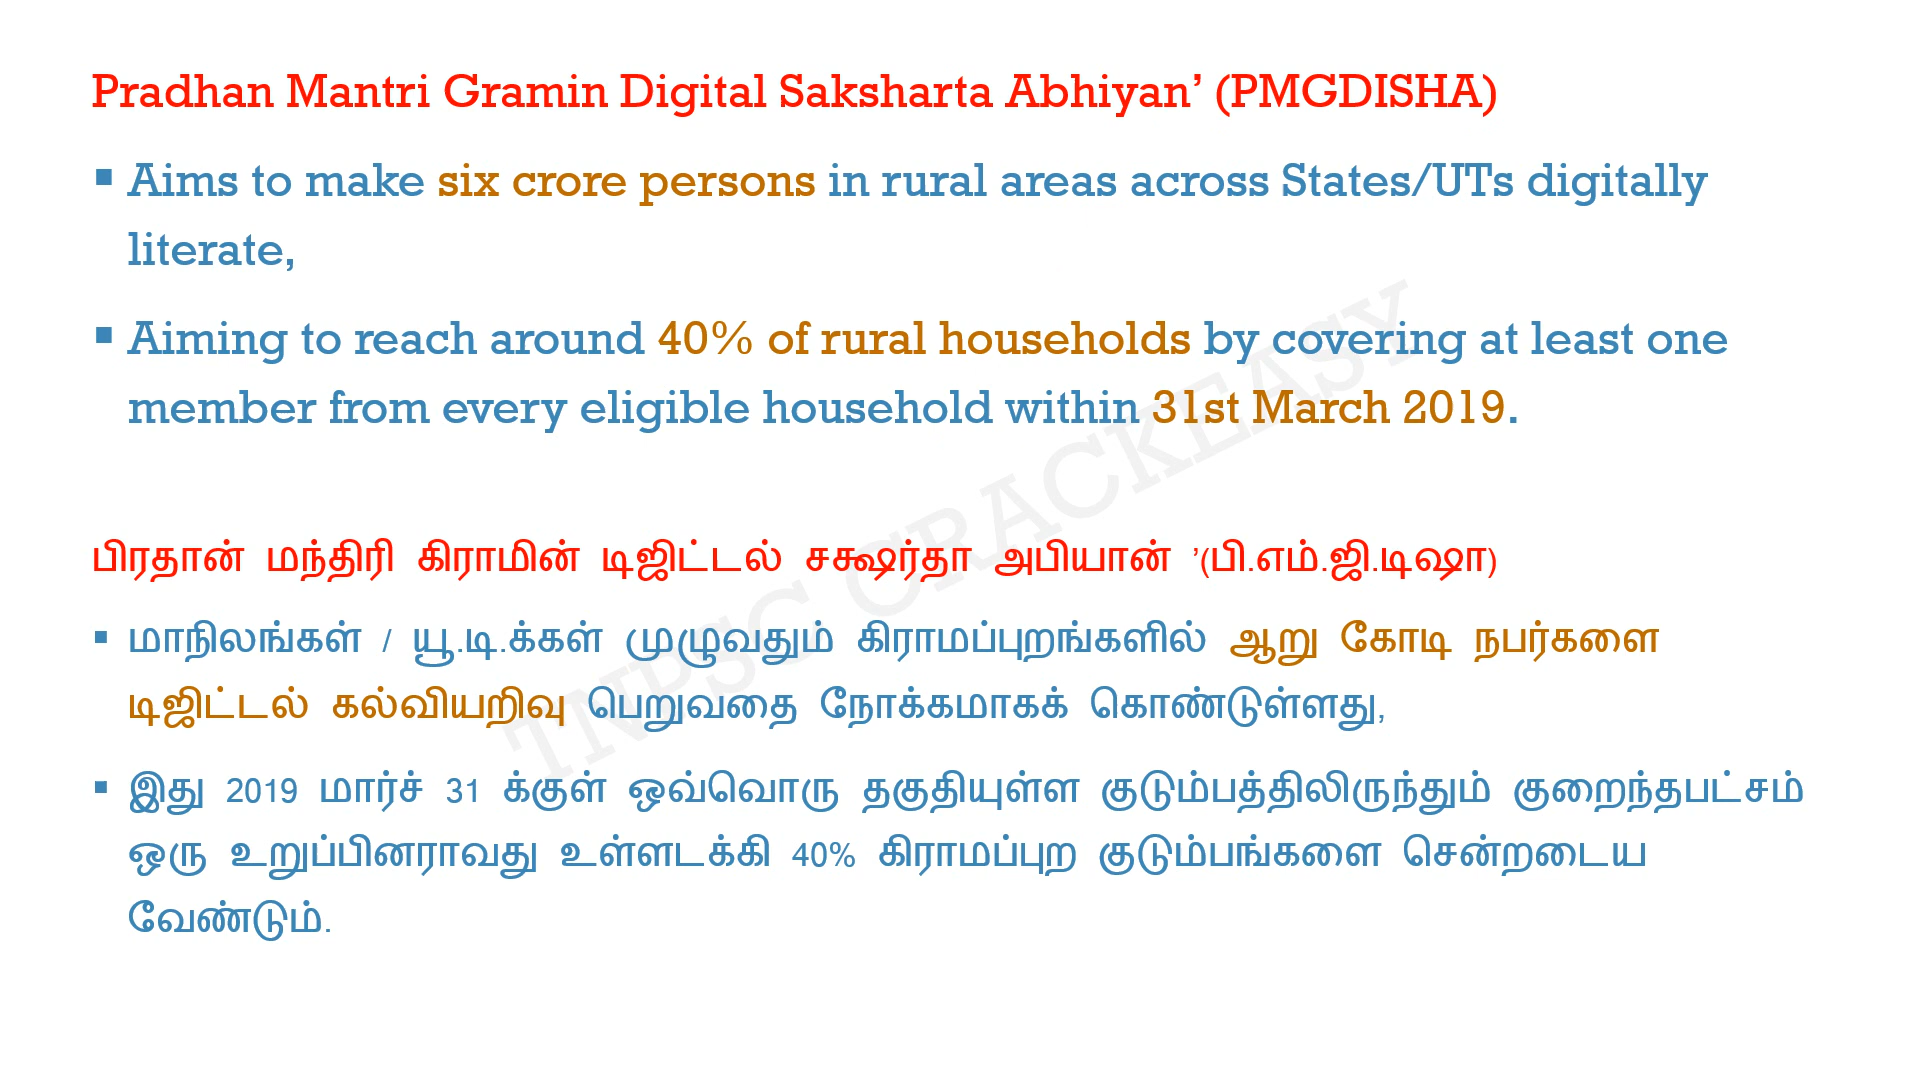 Pradhan Mantri Gramin Digital Saksharta Abhiyan’ (PMGDISHA)
▪ Aims to make six crore persons in rural areas across States/UTs digitally
literate,
▪ Aiming to reach around 40% of rural households by covering at least one
member from every eligible household within 31st March 2019.
பிரதான் மந்திரி கிராமின் டிஜிட்டல் சக்ஷர்தா அபியான் ’(பி.எம்.ஜி.டிஷா)
▪ மாநிலங்கள் / யூ.டி.க்கள் முழுவதும் கிராமப்புறங்களில் ஆறு கோடி நபர்களை
டிஜிட்டல் கல்வியறிவு பெறுவதை நோக்கமாகக் கொண்டுள்ளது,
▪ இது 2019 மார்ச் 31 க்குள் ஒவ்வொரு தகுதியுள்ள குடும்பத்திலிருந்தும் குறைந்தபட்சம்
ஒரு உறுப்பினராவது உள்ளடக்கி 40% கிராமப்புற குடும்பங்களை சென்றடைய
வேண்டும்.
TNPSC CRACKEASY